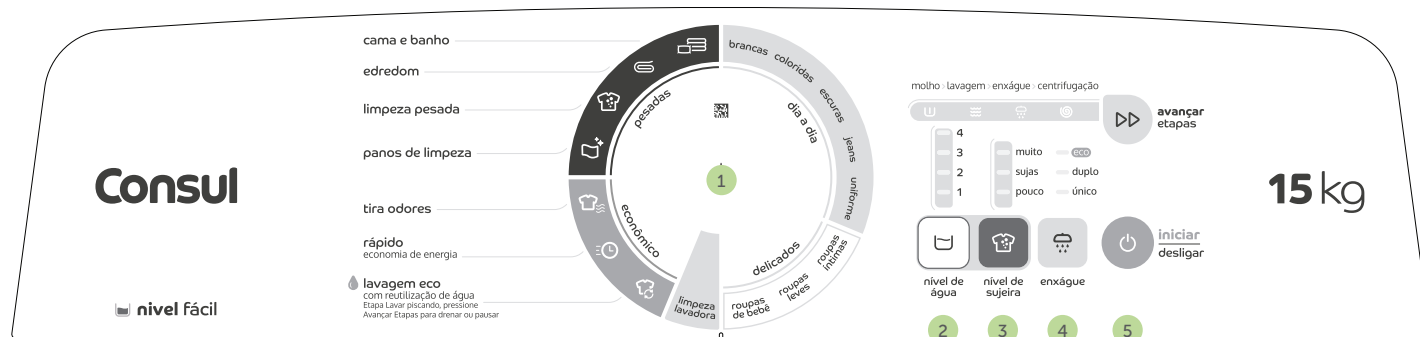 Consul
nivel fácil
cama e banho
edredom
limpeza pesada
panos de limpeza
tira odores
rápido
economia de energia
lavagem eco
com reutilização de água
Etapa Lavar piscando, pressione
Avançar Etapas para drenar ou pausar
pesadas
econômico
dia a dia
delicados
brancas
coloridas
escuras
jeans
uniforme
roupas
íntimas
roupas
leves
roupas
de bebê
limpeza
lavadora
1
molho › lavagem › enxágue › centrifugação
avançar
etapas
4
3
2
1
muito
sujas
pouco
eco
duplo
único
nível de
água
nível de
sujeira
enxágue
iniciar
desligar
2
3
4
5
15 kg